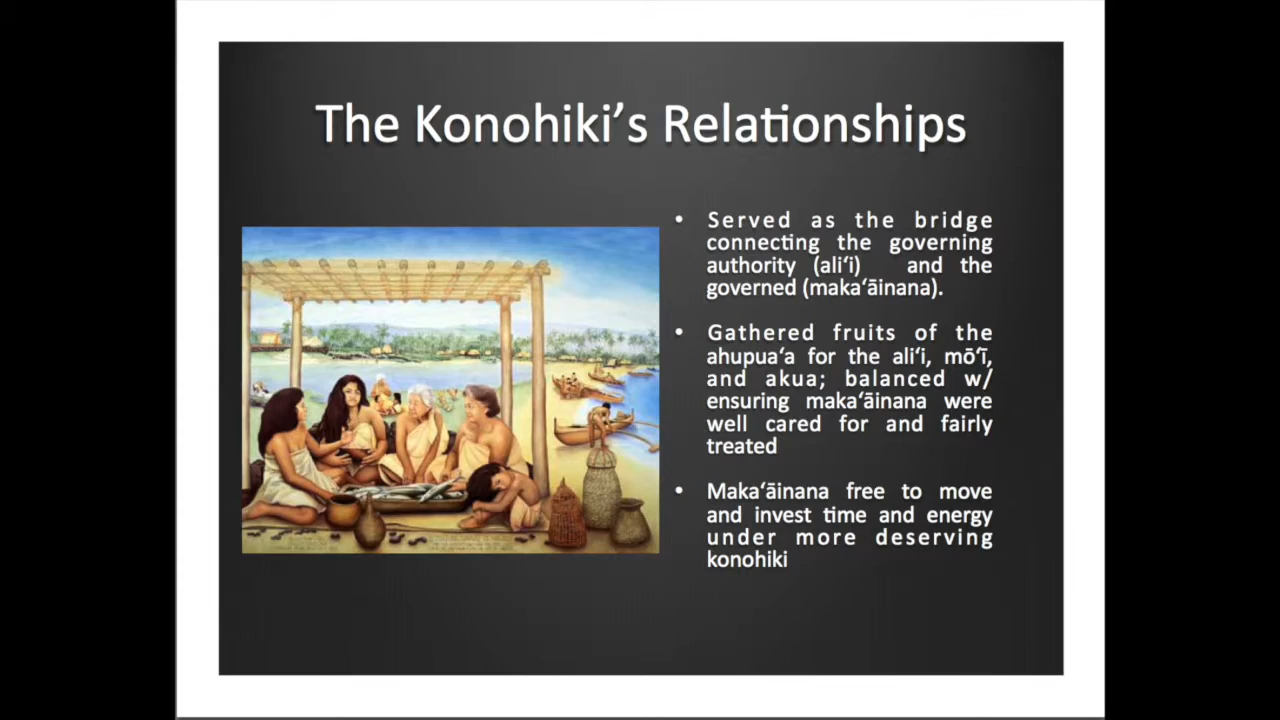 The Konohiki’s Relationships
• Served as the bridge
connecting the governing
authority (ali‘i) and the
governed (maka‘āinana).
• Gathered fruits of the
ahupua‘a for the ali‘i, mō‘ī,
and akua; balanced w/
ensuring maka‘āinana were
well cared for and fairly
treated
• Maka‘āinana free to move
and invest time and energy
under more deserving
konohiki